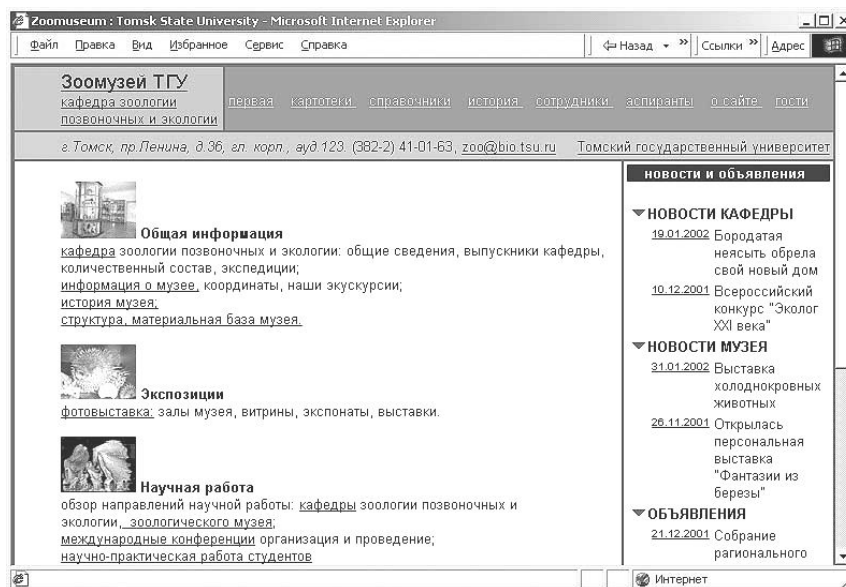 Zoomuseum : Tomsk State University - Microsoft Internet Explorer
Файл Правка Вид Избранное Сервис Справка
Назад » Ссылки » Адрес
Зоомузей ТГУ
кафедра зоологии
позвоночных и экологии
первая картотеки справочники история сотрудники аспиранты о сайте гости
г.Томск, пр.Ленина, д.36, гл. корп., ауд.123. (382-2) 41-01-63, zoo@bio.tsu.ru Томский государственный университет
Общая информация
кафедра зоологии позвоночных и экологии: общие сведения, выпускники кафедры,
количественный состав, экспедиции;
информация о музее, координаты, наши экускурсии;
история музея;
структура, материальная база музея.
Экспозиции
фотовыставка: залы музея, витрины, экспонаты, выставки.
Научная работа
обзор направлений научной работы: кафедры зоологии позвоночных и
экологии, зоологического музея;
международные конференции организация и проведение;
научно-практическая работа студентов
новости и объявления
НОВОСТИ КАФЕДРЫ
19.01.2002 Бородатая
неясыть обрела
свой новый дом
10.12.2001 Всероссийский
конкурс "Эколог
XXI века"
НОВОСТИ МУЗЕЯ
31.01.2002 Выставка
холоднокровных
животных
26.11.2001 Открылась
персональная
выставка
"Фантазии из
березы"
ОБЪЯВЛЕНИЯ
21.12.2001 Собрание
рагионального
Интернет